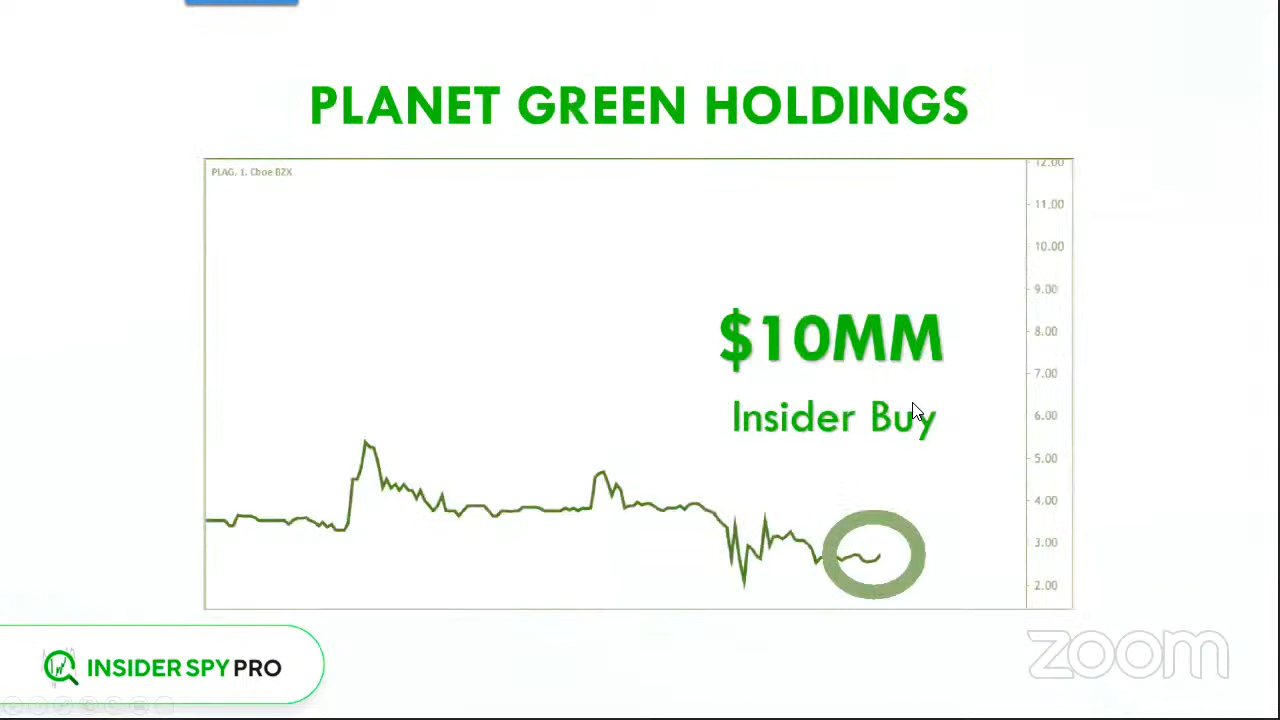 PLANET GREEN HOLDINGS
PLAG, 1, Cboe BZX
12.00
11.00
10.00
9.00
$10MM
8.00
7.00
Insider Buy
6.00
5.00
4.00
3.00
2.00
INSIDER SPY PRO
zoom